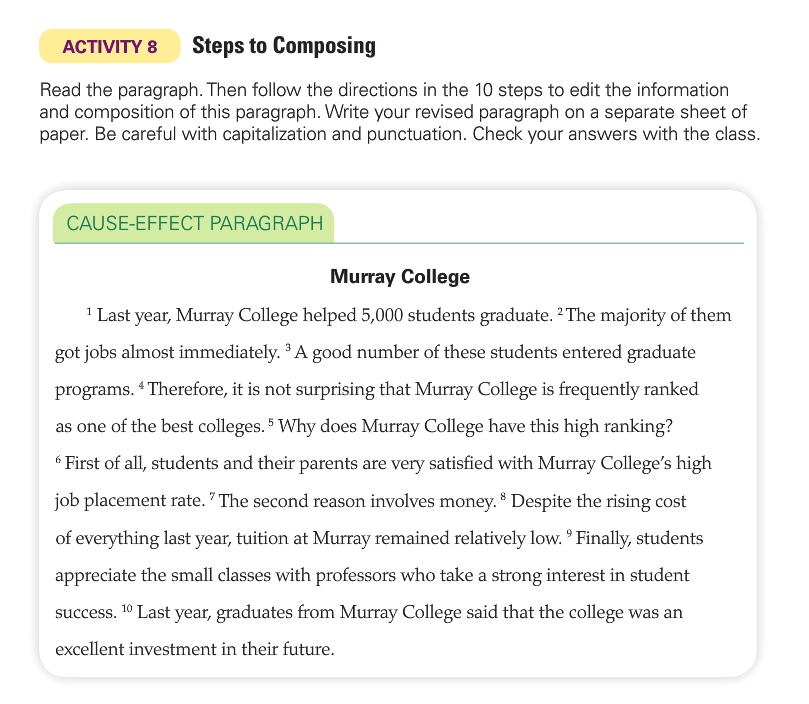 ACTIVITY 8 Steps to Composing
Read the paragraph. Then follow the directions in the 10 steps to edit the information
and composition of this paragraph. Write your revised paragraph on a separate sheet of
paper. Be careful with capitalization and punctuation. Check your answers with the class.
CAUSE-EFFECT PARAGRAPH
Murray College
¹ Last year, Murray College helped 5,000 students graduate. ² The majority of them
got jobs almost immediately. ³ A good number of these students entered graduate
programs. ⁴ Therefore, it is not surprising that Murray College is frequently ranked
as one of the best colleges. ⁵ Why does Murray College have this high ranking?
⁶ First of all, students and their parents are very satisfied with Murray College’s high
job placement rate. ⁷ The second reason involves money. ⁸ Despite the rising cost
of everything last year, tuition at Murray remained relatively low. ⁹ Finally, students
appreciate the small classes with professors who take a strong interest in student
success. ¹⁰ Last year, graduates from Murray College said that the college was an
excellent investment in their future.